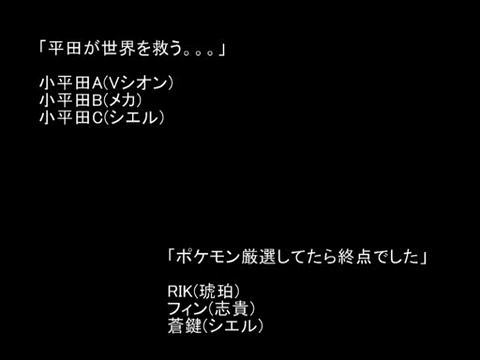 「平田が世界を救う。。。」
小平田A(Vシオン)
小平田B(メカ)
小平田C(シエル)
「ポケモン厳選してたら終点でした」
RIK(琥珀)
フィン(志貴)
蒼鍵(シエル)